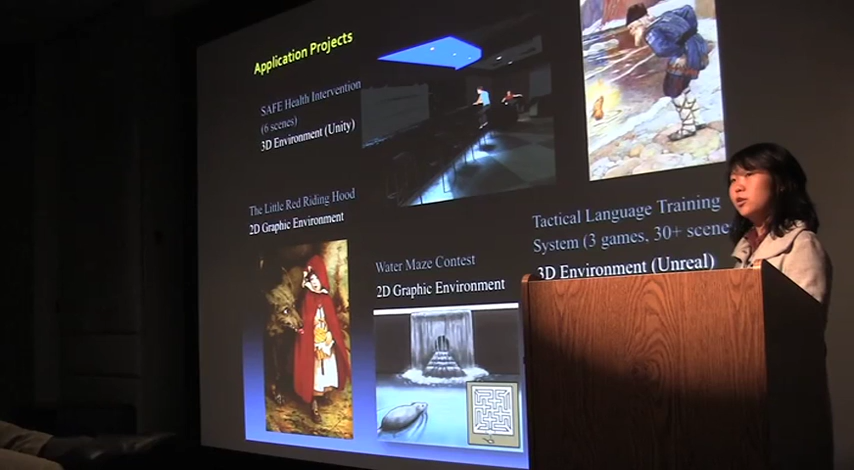 Application Projects
SAFE Health Intervention
(6 scenes)
3D Environment (Unity)
The Little Red Riding Hood
2D Graphic Environment
Water Maze Contest
2D Graphic Environment
Tactical Language Training
System (3 games, 30+ scene
3D Environment (Unreal)